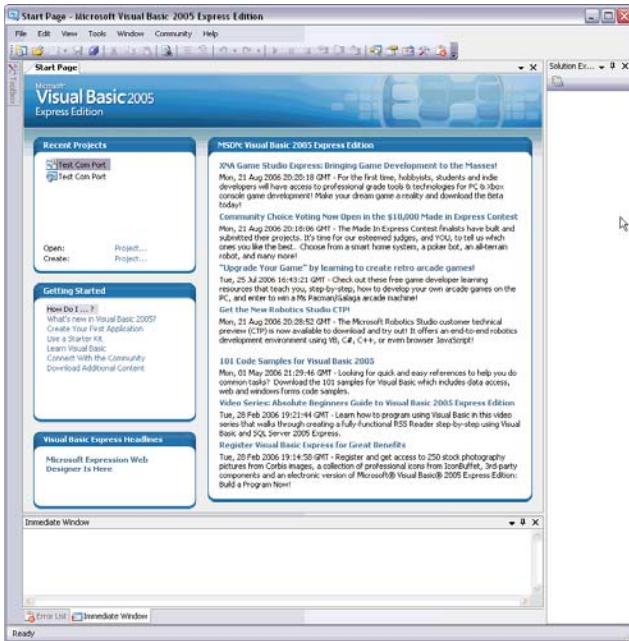 Start Page - Microsoft Visual Basic 2005 Express Edition
File Edit View Tools Window Community Help
Start Page
Solution Ex...
Toolbox
Microsoft
Visual Basic 2005
Express Edition
Recent Projects
Test Com Port
Test Com Port
Open: Project...
Create: Project...
Getting Started
How Do I ... ?
What's new in Visual Basic 2005?
Create Your First Application
Use a Starter Kit
Learn Visual Basic
Connect With the Community
Download Additional Content
Visual Basic Express Headlines
Microsoft Expression Web
Designer Is Here
MSDN: Visual Basic 2005 Express Edition
XNA Game Studio Express: Bringing Game Development to the Masses!
Mon, 21 Aug 2006 20:20:18 GMT - For the first time, hobbyists, students and indie
developers will have access to professional grade tools & technologies for PC & Xbox
console game development! Make your dream game a reality and download the Beta
today!
Community Choice Voting Now Open in the $10,000 Made in Express Contest
Mon, 21 Aug 2006 20:18:06 GMT - The Made In Express Contest finalists have built and
submitted their projects. It's time for our esteemed judges, and YOU, to tell us which
ones you like the best. Choose from a smart home system, a poker bot, an all-terrain
robot, and many more!
"Upgrade Your Game" by learning to create retro arcade games!
Tue, 25 Jul 2006 16:43:21 GMT - Check out these free game developer learning
resources that teach you, step-by-step, how to develop your own arcade games on the
PC, and enter to win a Ms Pacman/Galaga arcade machine!
Get the New Robotics Studio CTP!
Mon, 21 Aug 2006 20:28:52 GMT - The Microsoft Robotics Studio customer technical
preview (CTP) is now available to download and try out! It offers an end-to-end robotics
development environment using VB, C#, C++, or even browser JavaScript!
101 Code Samples for Visual Basic 2005
Mon, 01 May 2006 21:29:46 GMT - Looking for quick and easy references to help you do
common tasks? Download the 101 samples for Visual Basic which includes data access,
web and windows forms code samples.
Video Series: Absolute Beginners Guide to Visual Basic 2005 Express Edition
Tue, 28 Feb 2006 19:21:44 GMT - Learn how to program using Visual Basic in this video
series that walks through creating a fully-functional RSS Reader step-by-step using Visual
Basic and SQL Server 2005 Express.
Register Visual Basic Express for Great Benefits
Tue, 28 Feb 2006 19:14:58 GMT - Register and get access to 250 stock photography
pictures from Corbis images, a collection of professional icons from IconBuffet, 3rd-party
components and an electronic version of Microsoft® Visual Basic® 2005 Express Edition:
Build a Program Now!
Immediate Window
Error List Immediate Window
Ready